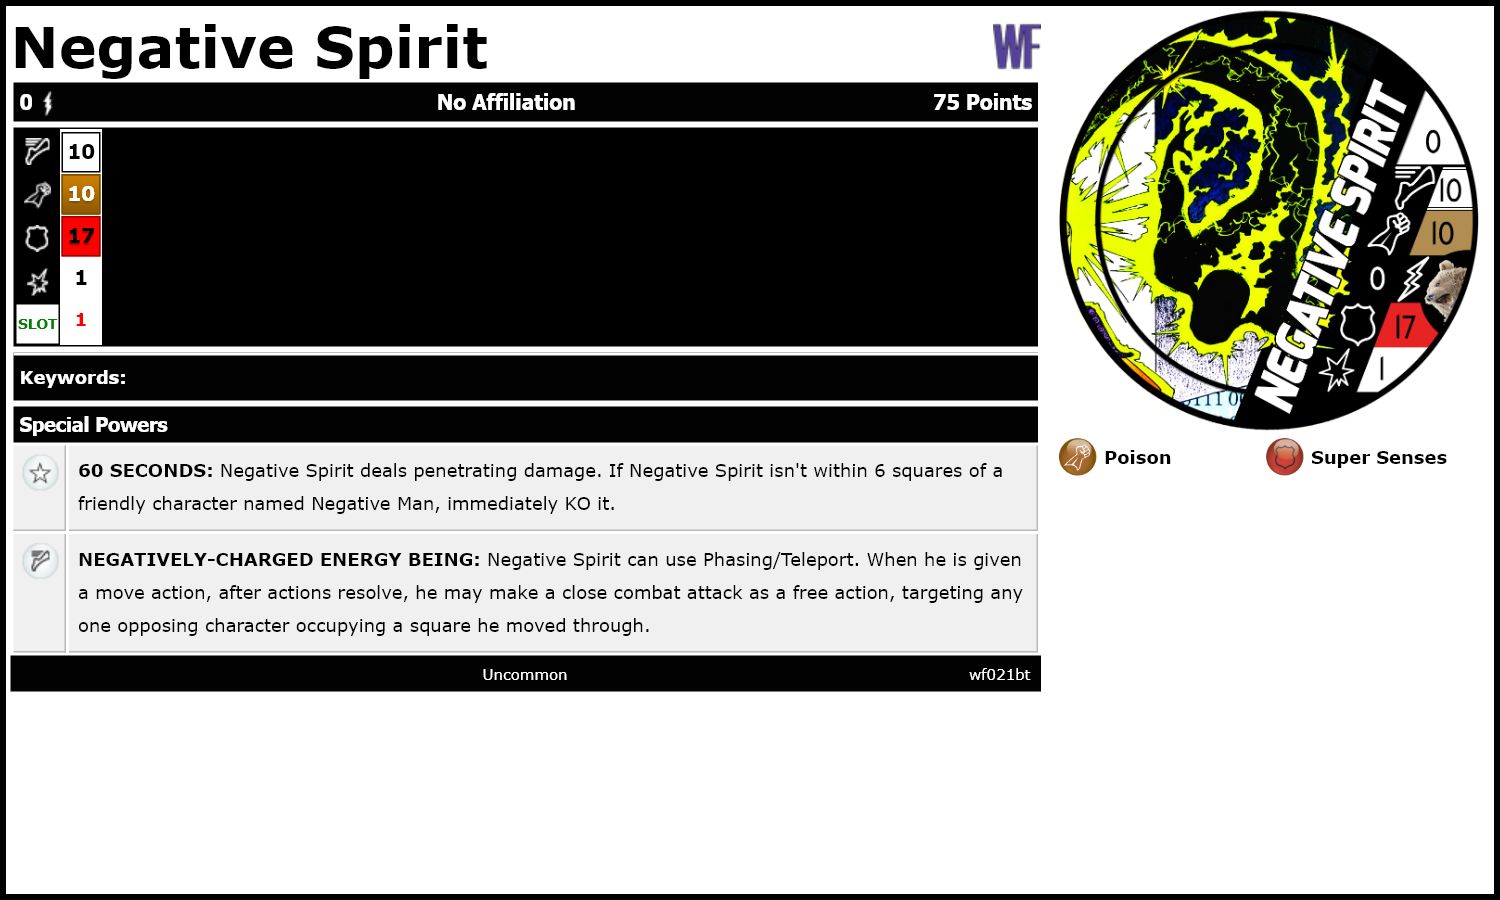 Negative Spirit
WF
0 No Affiliation 75 Points
10
10
17
1
SLOT 1
Keywords:
Special Powers
60 SECONDS: Negative Spirit deals penetrating damage. If Negative Spirit isn't within 6 squares of a
friendly character named Negative Man, immediately KO it.
NEGATIVELY-CHARGED ENERGY BEING: Negative Spirit can use Phasing/Teleport. When he is given
a move action, after actions resolve, he may make a close combat attack as a free action, targeting any
one opposing character occupying a square he moved through.
Uncommon wf021bt
NEGATIVE SPIRIT
0
10
10
0
17
1
Poison Super Senses